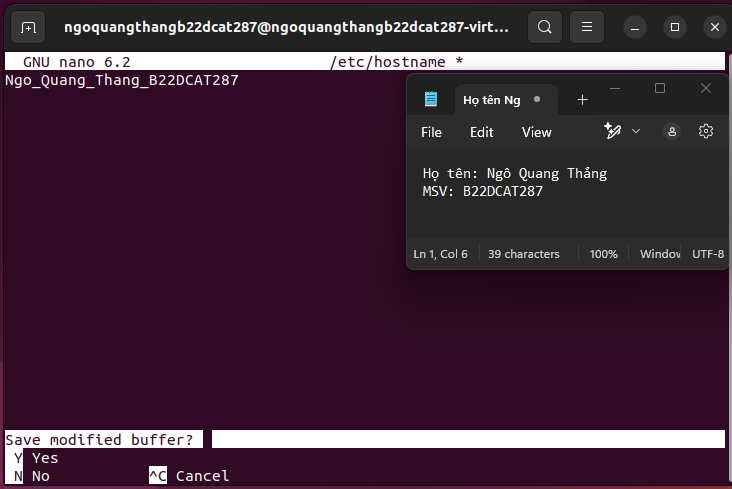 ngoquangthangb22dcat287@ngoquangthangb22dcat287-virt...
GNU nano 6.2 /etc/hostname *
Ngo_Quang_Thang_B22DCAT287
Họ tên Ng
File Edit View
Họ tên: Ngô Quang Thắng
MSV: B22DCAT287
Ln 1, Col 6 39 characters 100% Window UTF-8
Save modified buffer?
Y Yes
N No ^C Cancel